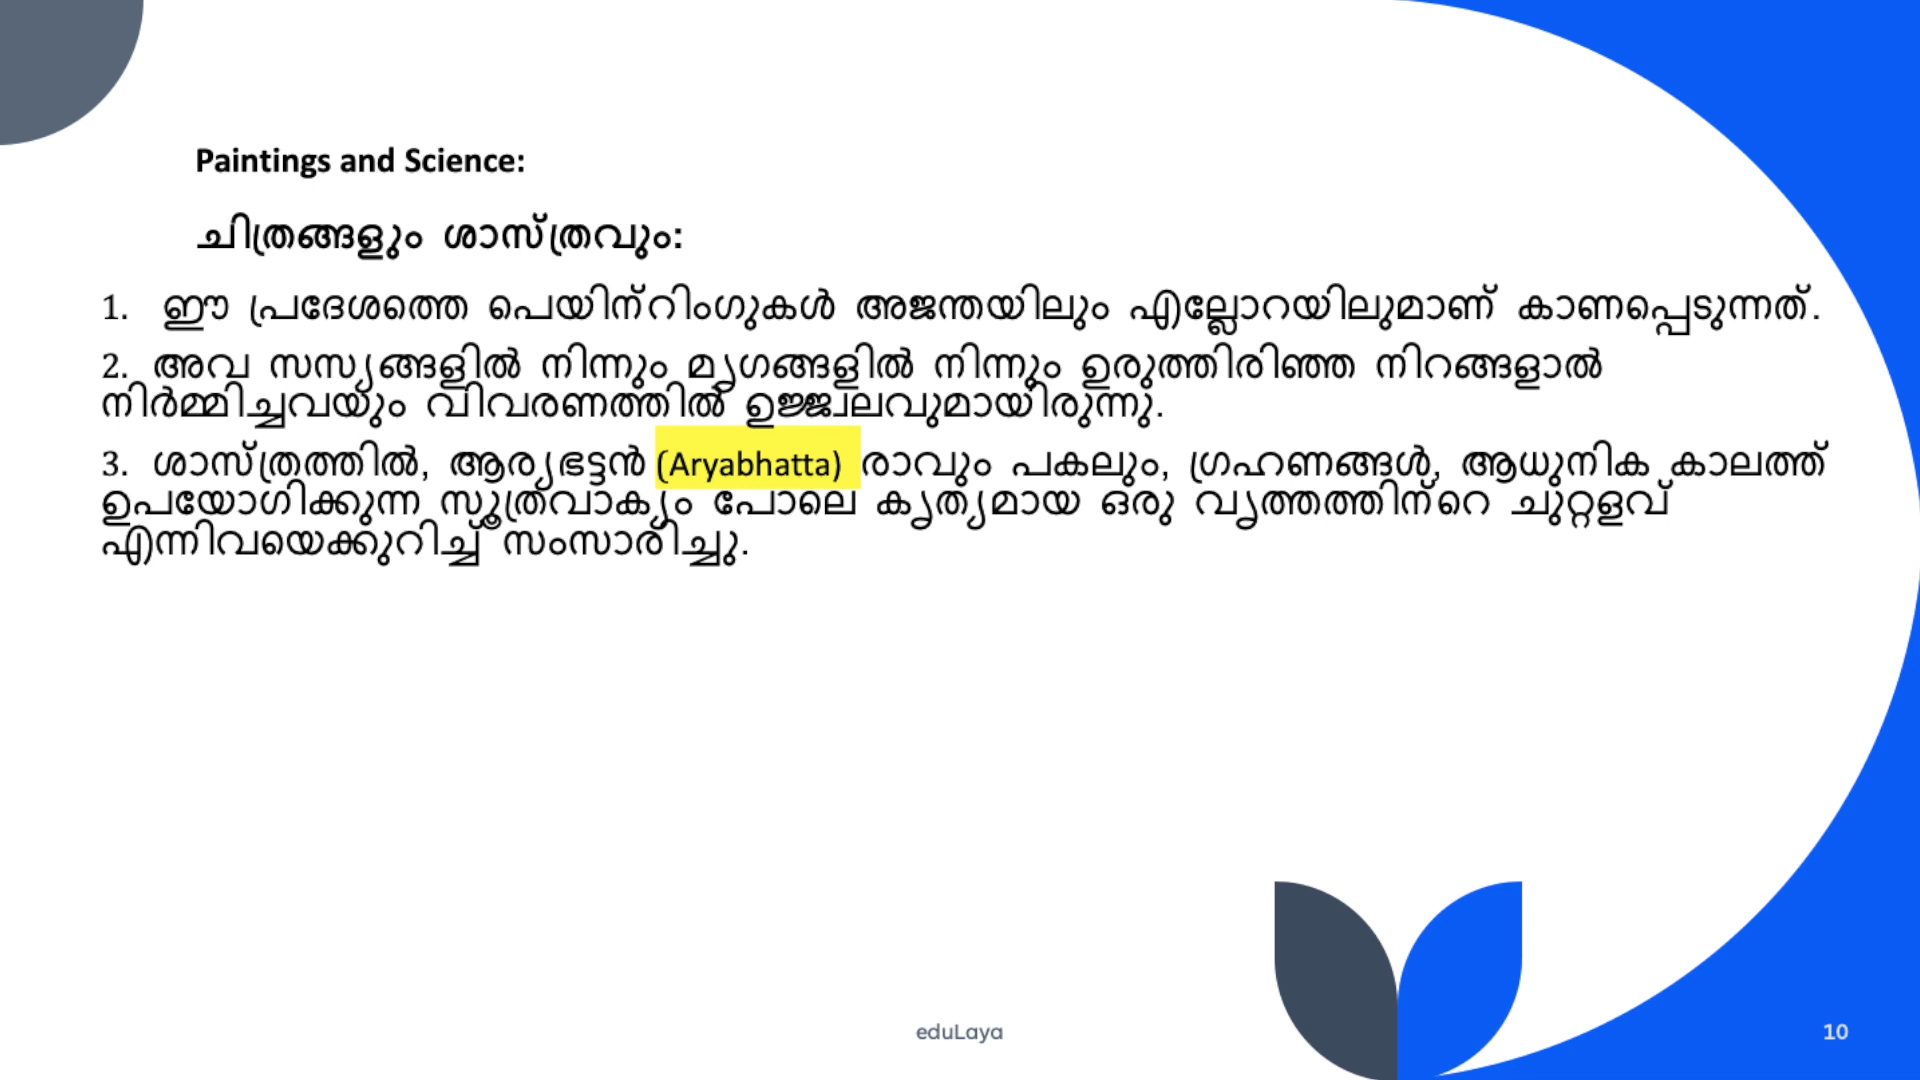 Paintings and Science:
ചിത്രങ്ങളും ശാസ്ത്രവും:
1. ഈ പ്രദേശത്തെ പെയിന്റിംഗുകൾ അജന്തയിലും എല്ലോറയിലുമാണ് കാണപ്പെടുന്നത്.
2. അവ സസ്യങ്ങളിൽ നിന്നും മൃഗങ്ങളിൽ നിന്നും ഉരുത്തിരിഞ്ഞ നിറങ്ങളാൽ
നിർമ്മിച്ചവയും വിവരണത്തിൽ ഉജ്ജ്വലവുമായിരുന്നു.
3. ശാസ്ത്രത്തിൽ, ആര്യഭട്ടൻ (Aryabhatta) രാവും പകലും, ഗ്രഹണങ്ങൾ, ആധുനിക കാലത്ത്
ഉപയോഗിക്കുന്ന സൂത്രവാക്യം പോലെ കൃത്യമായ ഒരു വൃത്തത്തിന്റെ ചുറ്റളവ്
എന്നിവയെക്കുറിച്ച് സംസാരിച്ചു.
eduLaya
10